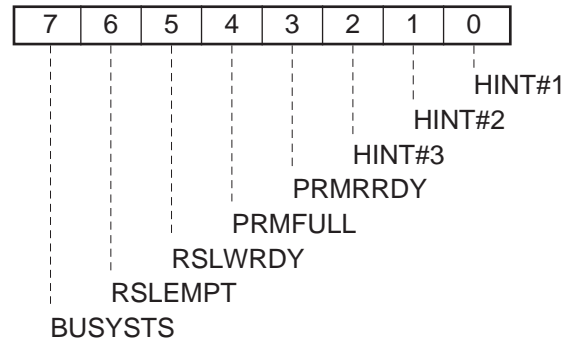 7 6 5 4 3 2 1 0
HINT#1
HINT#2
HINT#3
PRMRRDY
PRMFULL
RSLWRDY
RSLEMPT
BUSYSTS